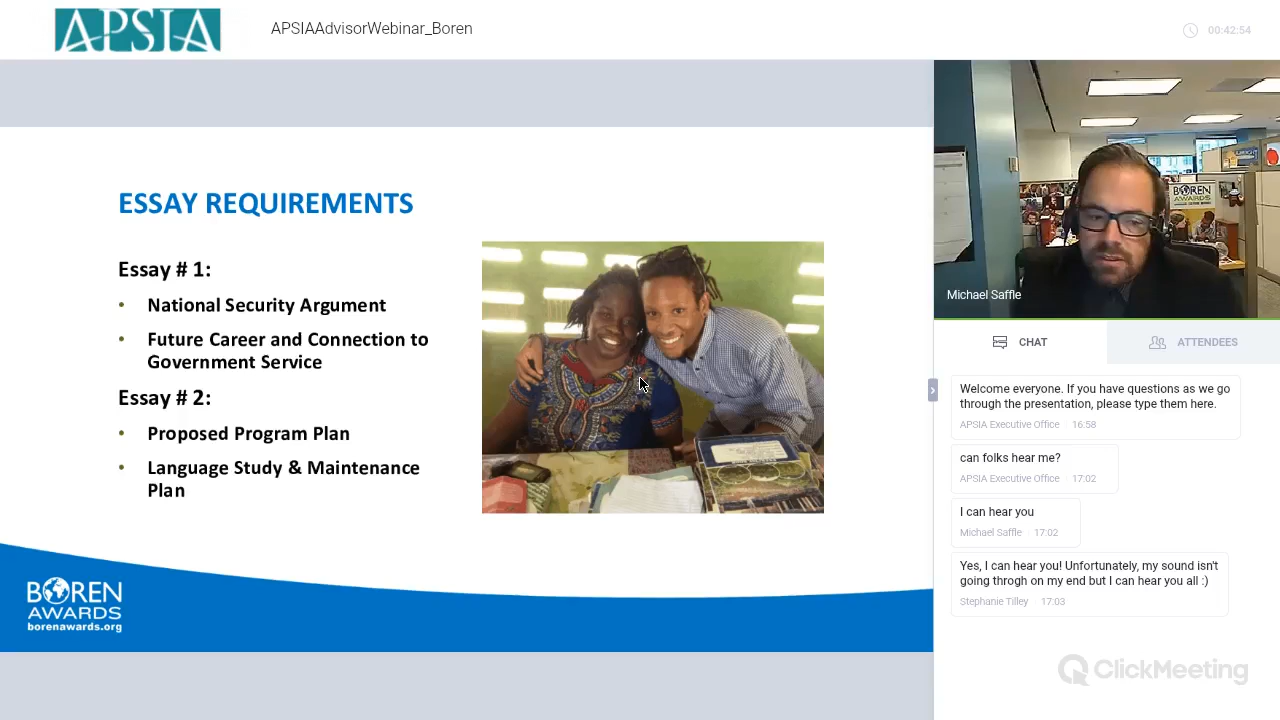 APSIA
APSIAAdvisorWebinar_Boren
00:42:54
ESSAY REQUIREMENTS
Essay # 1:
• National Security Argument
• Future Career and Connection to
Government Service
Essay # 2:
• Proposed Program Plan
• Language Study & Maintenance
Plan
BOREN
AWARDS
borenawards.org
BOREN
AWARDS
Michael Saffle
CHAT
ATTENDEES
Welcome everyone. If you have questions as we go
through the presentation, please type them here.
APSIA Executive Office 16:58
can folks hear me?
APSIA Executive Office 17:02
I can hear you
Michael Saffle 17:02
Yes, I can hear you! Unfortunately, my sound isn't
going throgh on my end but I can hear you all :)
Stephanie Tilley 17:03
ClickMeeting